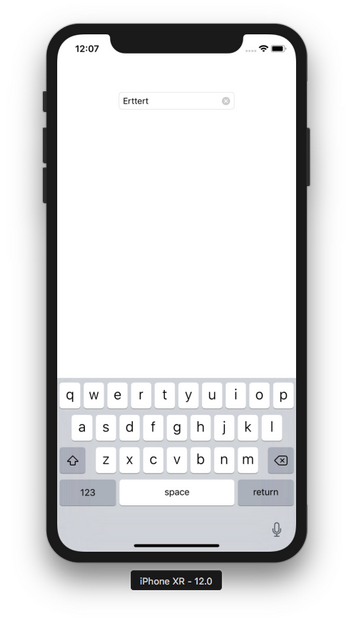 12:07
Erttert
q w e r t y u i o p
a s d f g h j k l
z x c v b n m
123 space return
iPhone XR - 12.0